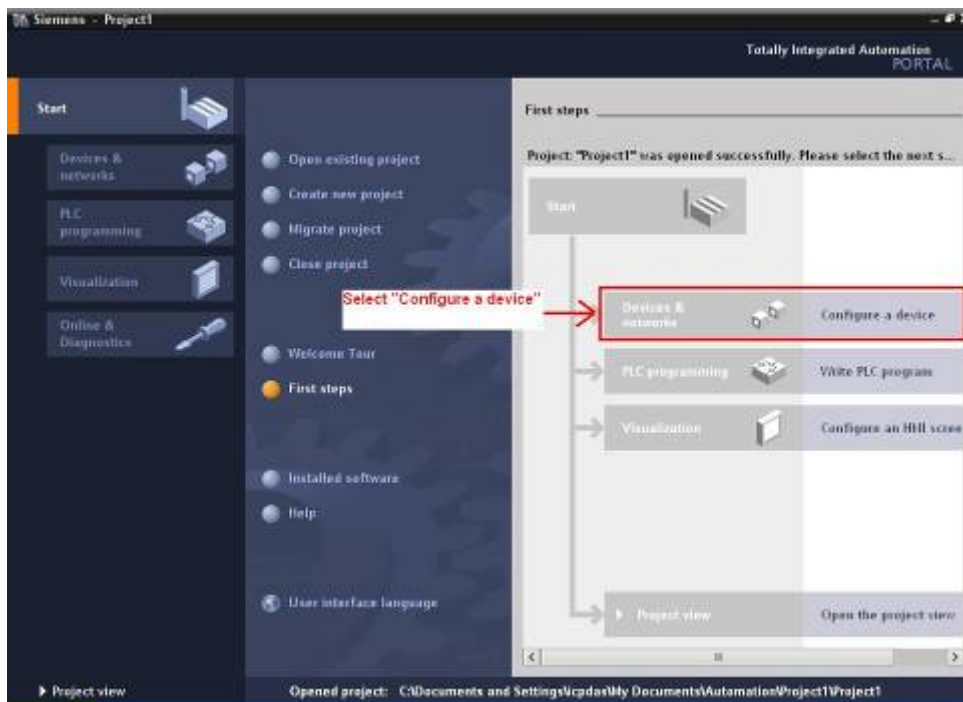 Siemens - Project1
Totally Integrated Automation
PORTAL
Start
Devices &
networks
PLC
programming
Visualization
Online &
Diagnostics
Open existing project
Create new project
Migrate project
Close project
Welcome Tour
First steps
Installed software
Help
User interface language
First steps
Project: "Project1" was opened successfully. Please select the next s...
Start
Select "Configure a device"
Devices &
networks
Configure a device
PLC programming
Write PLC program
Visualization
Configure an HMI scree
Project view
Open the project view
Project view
Opened project: C:\Documents and Settings\icpdas\My Documents\Automation\Project1\Project1